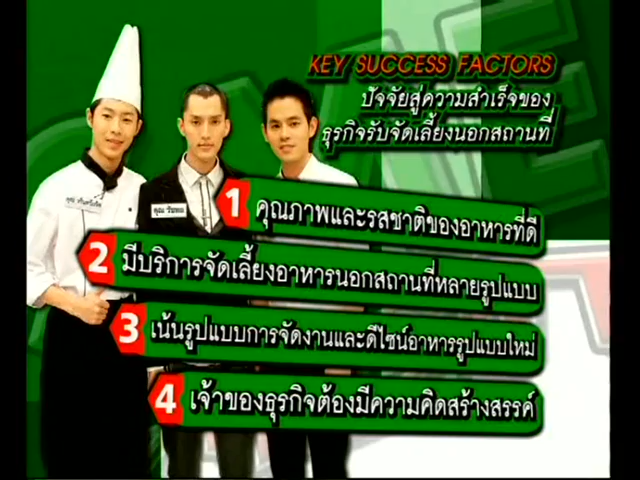 KEY SUCCESS FACTORS
ปัจจัยสู่ความสำเร็จของ
ธุรกิจรับจัดเลี้ยงนอกสถานที่
1 คุณภาพและรสชาติของอาหารที่ดี
2 มีบริการจัดเลี้ยงอาหารนอกสถานที่หลายรูปแบบ
3 เน้นรูปแบบการจัดงานและดีไซน์อาหารรูปแบบใหม่
4 เจ้าของธุรกิจต้องมีความคิดสร้างสรรค์